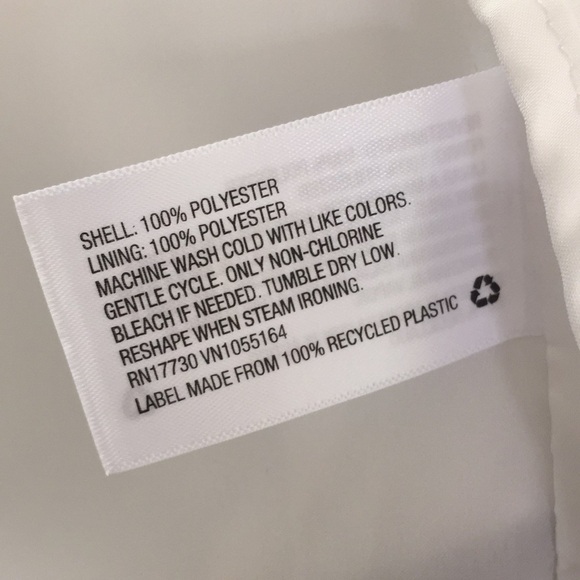 SHELL: 100% POLYESTER
LINING: 100% POLYESTER
MACHINE WASH COLD WITH LIKE COLORS.
GENTLE CYCLE. ONLY NON-CHLORINE
BLEACH IF NEEDED. TUMBLE DRY LOW.
RESHAPE WHEN STEAM IRONING.
RN17730 VN1055164
LABEL MADE FROM 100% RECYCLED PLASTIC